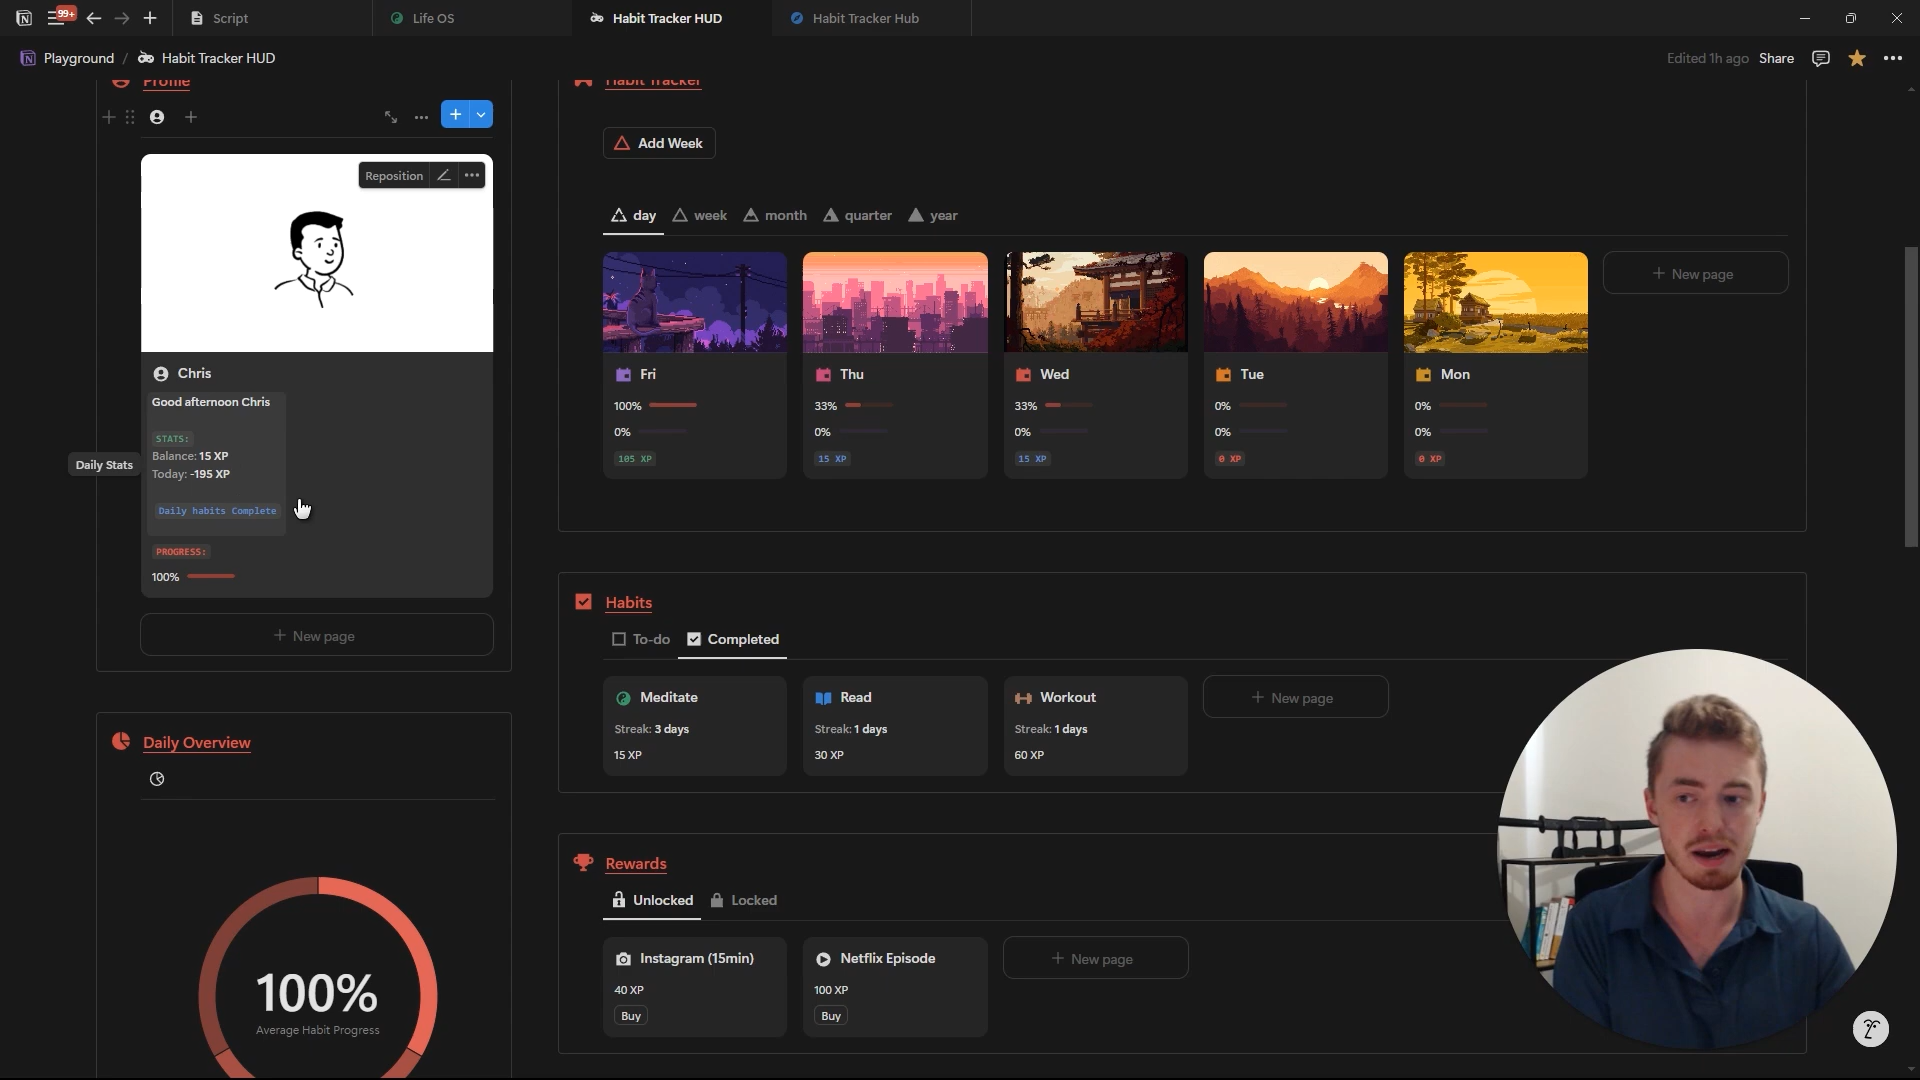 99+
Script
Life OS
Habit Tracker HUD
Habit Tracker Hub
Playground / Habit Tracker HUD
Edited 1h ago
Share
Profile
Reposition
Chris
Good afternoon Chris
STATS:
Balance: 15 XP
Today: -195 XP
Daily habits Complete
PROGRESS:
100%
Daily Stats
+ New page
Daily Overview
100%
Average Habit Progress
Habit Tracker
Add Week
day week month quarter year
Fri
100%
0%
105 XP
Thu
33%
0%
15 XP
Wed
33%
0%
15 XP
Tue
0%
0%
0 XP
Mon
0%
0%
0 XP
+ New page
Habits
To-do Completed
Meditate
Streak: 3 days
15 XP
Read
Streak: 1 days
30 XP
Workout
Streak: 1 days
60 XP
+ New page
Rewards
Unlocked Locked
Instagram (15min)
40 XP
Buy
Netflix Episode
100 XP
Buy
+ New page